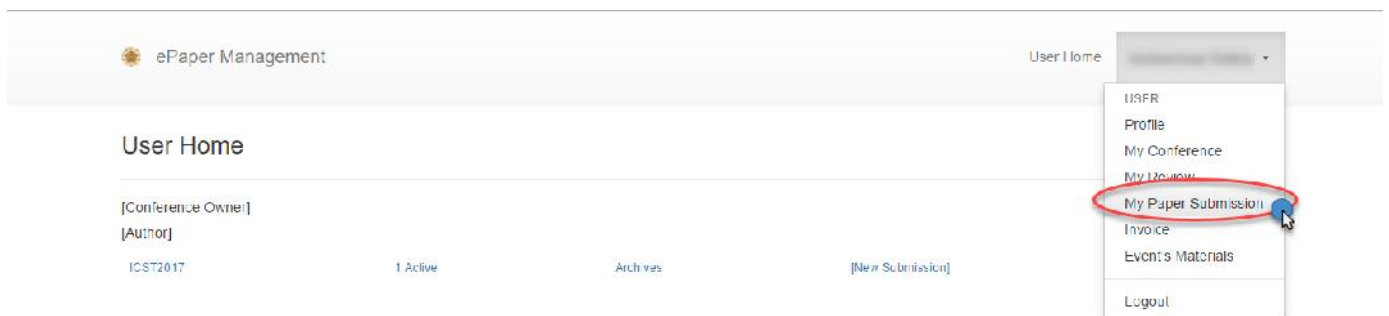 ePaper Management
User Home
USER
Profile
My Conference
My Review
My Paper Submission
Invoice
Event's Materials
Logout
User Home
[Conference Owner]
[Author]
ICST2017 1 Active Archives [New Submission]